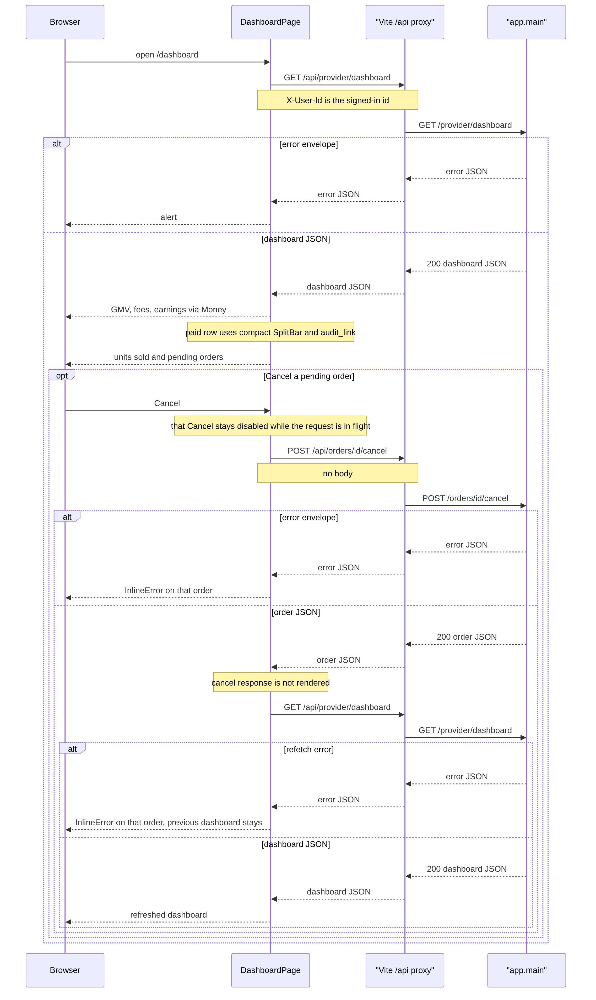 Browser
DashboardPage
"Vite /api proxy"
"app.main"
open /dashboard
GET /api/provider/dashboard
X-User-Id is the signed-in id
GET /provider/dashboard
alt
[error envelope]
error JSON
error JSON
alert
[dashboard JSON]
200 dashboard JSON
dashboard JSON
GMV, fees, earnings via Money
paid row uses compact SplitBar and audit_link
units sold and pending orders
opt
[Cancel a pending order]
Cancel
that Cancel stays disabled while the request is in flight
POST /api/orders/id/cancel
no body
POST /orders/id/cancel
alt
[error envelope]
error JSON
error JSON
InlineError on that order
[order JSON]
200 order JSON
order JSON
cancel response is not rendered
GET /api/provider/dashboard
GET /provider/dashboard
alt
[refetch error]
error JSON
error JSON
InlineError on that order, previous dashboard stays
[dashboard JSON]
200 dashboard JSON
dashboard JSON
refreshed dashboard
Browser
DashboardPage
"Vite /api proxy"
"app.main"